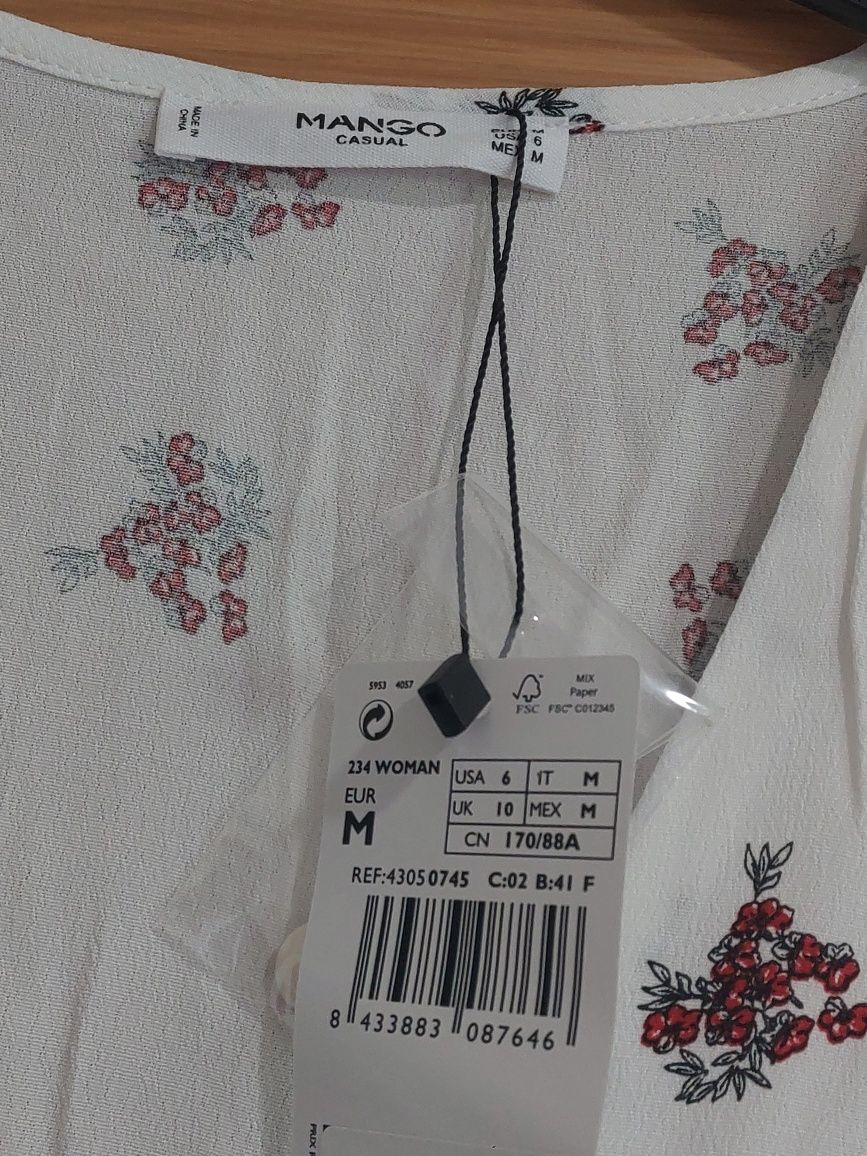 MADE IN
CHINA
MANGO
CASUAL
USA 6
MEX M
5953 4057
FSC
MIX
Paper
FSC® C012345
234 WOMAN
EUR
M
USA 6 IT M
UK 10 MEX M
CN 170/88A
REF:43050745 C:02 B:41 F
8 433883 087646